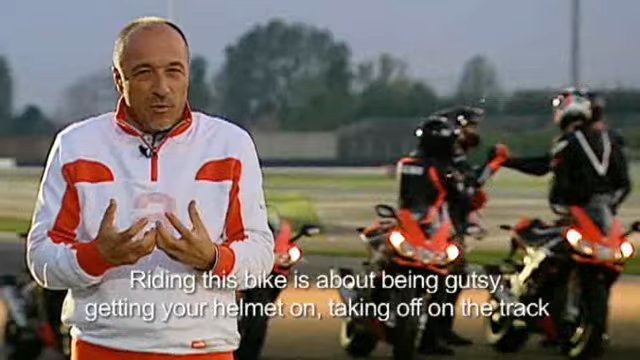 Riding this bike is about being gutsy,
getting your helmet on, taking off on the track